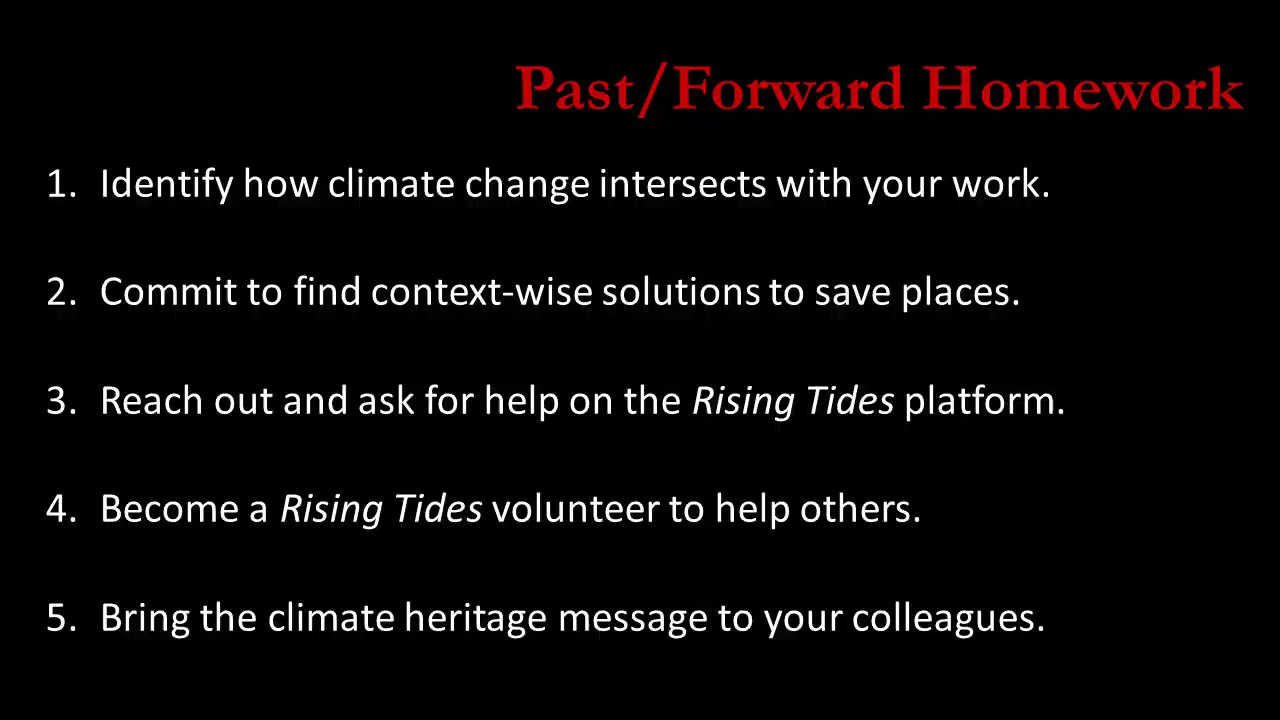 Past/Forward Homework
1. Identify how climate change intersects with your work.
2. Commit to find context-wise solutions to save places.
3. Reach out and ask for help on the Rising Tides platform.
4. Become a Rising Tides volunteer to help others.
5. Bring the climate heritage message to your colleagues.